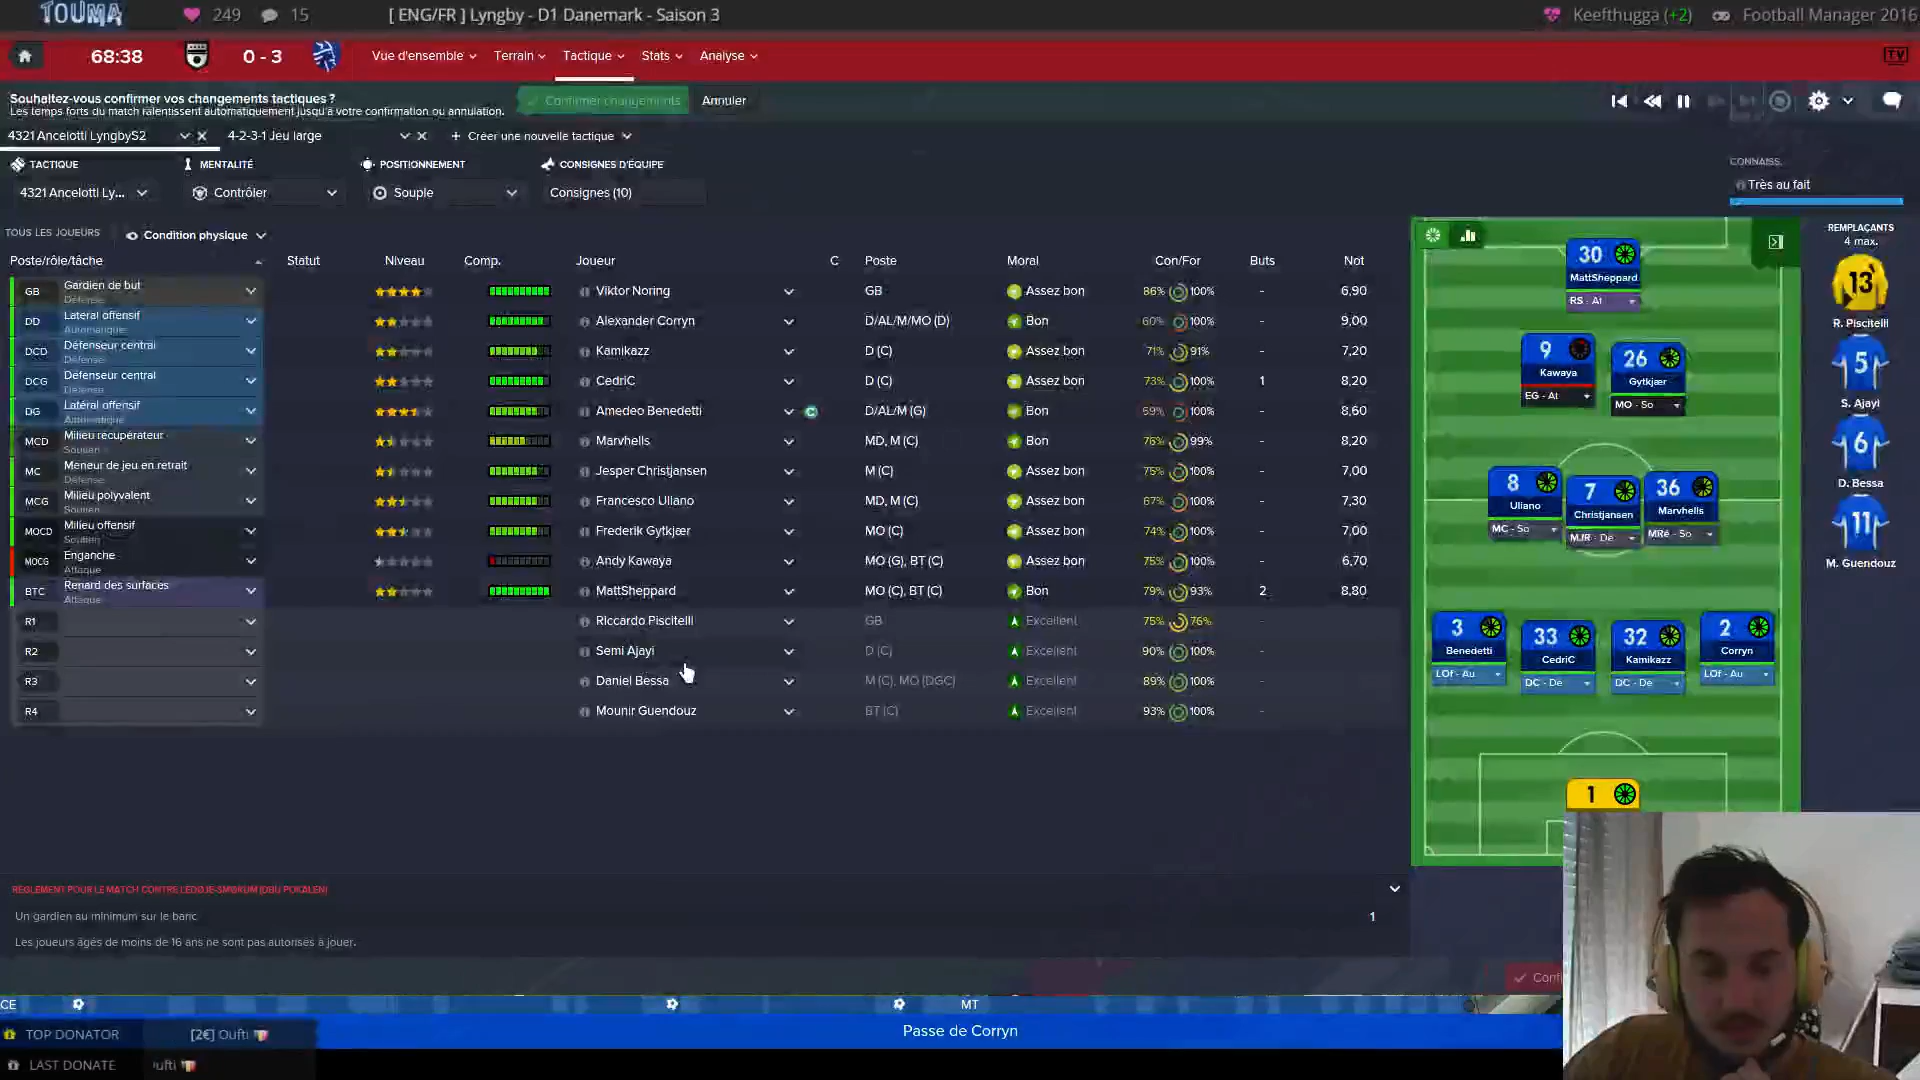 TOUMA 249 15 [ ENG/FR ] Lyngby - D1 Danemark - Saison 3 Keefthugga (+2) Football Manager 2016
68:38 0 - 3 Vue d'ensemble Terrain Tactique Stats Analyse TV
Souhaitez-vous confirmer vos changements tactiques ?
Les temps forts du match ralentissent automatiquement jusqu'à votre confirmation ou annulation.
Confirmer changements Annuler
4321 Ancelotti LyngbyS2 4-2-3-1 Jeu large + Créer une nouvelle tactique
TACTIQUE MENTALITÉ POSITIONNEMENT CONSIGNES D'ÉQUIPE CONNAISS.
4321 Ancelotti Ly... Contrôler Souple Consignes (10) Très au fait
TOUS LES JOUEURS Condition physique
Poste/rôle/tâche Statut Niveau Comp. Joueur C Poste Moral Con/For Buts Not
GB Gardien de but Défense Viktor Noring GB Assez bon 86% 100% - 6,90
DD Latéral offensif Automatique Alexander Corryn D/AL/M/MO (D) Bon 60% 100% - 9,00
DCD Défenseur central Défense Kamikazz D (C) Assez bon 71% 91% - 7,20
DCG Défenseur central Défense CedriC D (C) Assez bon 73% 100% 1 8,20
DG Latéral offensif Automatique Amedeo Benedetti C D/AL/M (G) Bon 69% 100% - 8,60
MCD Milieu récupérateur Soutien Marvhells MD, M (C) Bon 76% 99% - 8,20
MC Meneur de jeu en retrait Défense Jesper Christjansen M (C) Assez bon 75% 100% - 7,00
MCG Milieu polyvalent Soutien Francesco Uliano MD, M (C) Assez bon 67% 100% - 7,30
MOCD Milieu offensif Soutien Frederik Gytkjær MO (C) Assez bon 74% 100% - 7,00
MOCG Enganche Attaque Andy Kawaya MO (G), BT (C) Assez bon 75% 100% - 6,70
BTC Renard des surfaces Attaque MattSheppard MO (C), BT (C) Bon 79% 93% 2 8,80
R1 Riccardo Piscitelli GB Excellent 75% 76% -
R2 Semi Ajayi D (C) Excellent 90% 100% -
R3 Daniel Bessa M (C), MO (DGC) Excellent 89% 100% -
R4 Mounir Guendouz BT (C) Excellent 93% 100% -
30
MattSheppard
RS - At
9 26
Kawaya Gytkjær
EG - At MO - So
8 7 36
Uliano Christjansen Marvhells
MC - So MJR - De MRé - So
3 33 32 2
Benedetti CedriC Kamikazz Corryn
LOf - Au DC - De DC - De LOf - Au
1
REMPLAÇANTS
4 max.
13
R. Piscitelli
5
S. Ajayi
6
D. Bessa
11
M. Guendouz
RÈGLEMENT POUR LE MATCH CONTRE LEDØJE-SMØRUM (DBU POKALEN)
Un gardien au minimum sur le banc 1
Les joueurs âgés de moins de 16 ans ne sont pas autorisés à jouer.
Confi
CE MT
TOP DONATOR [2€] Oufti
Passe de Corryn
LAST DONATE ufti